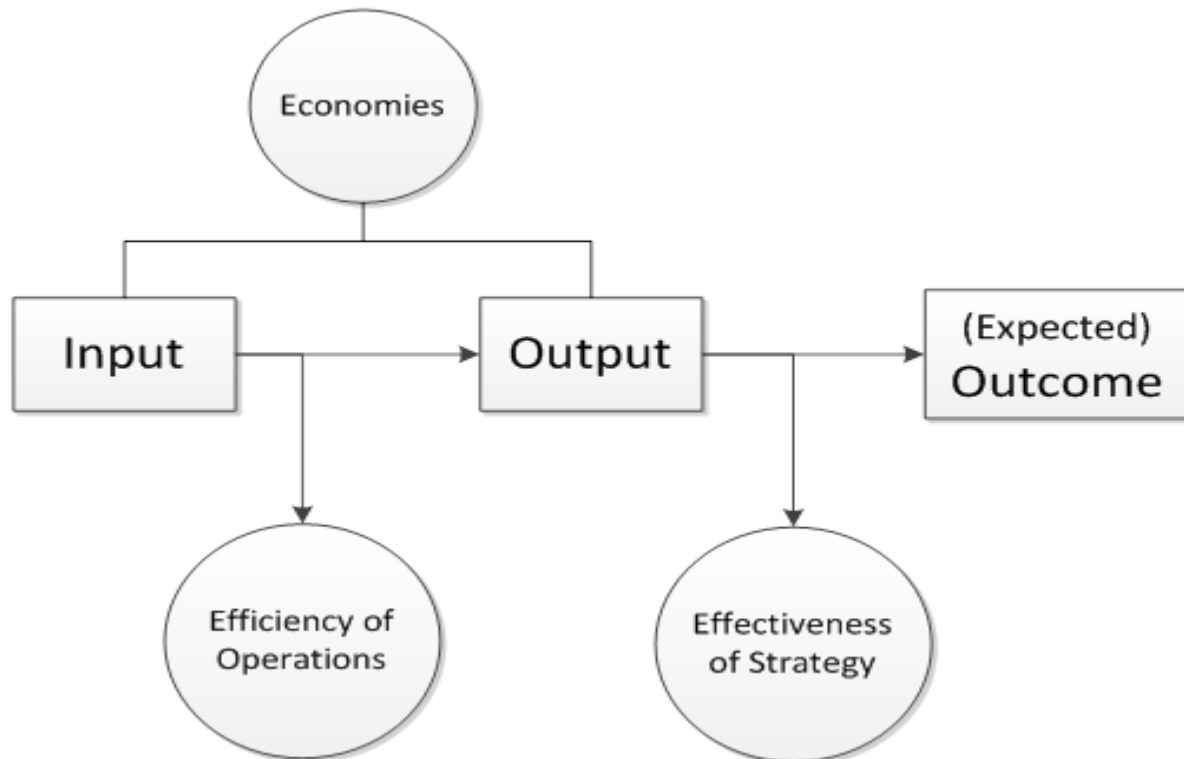 Economies
Input
Output
(Expected)
Outcome
Efficiency of
Operations
Effectiveness
of Strategy